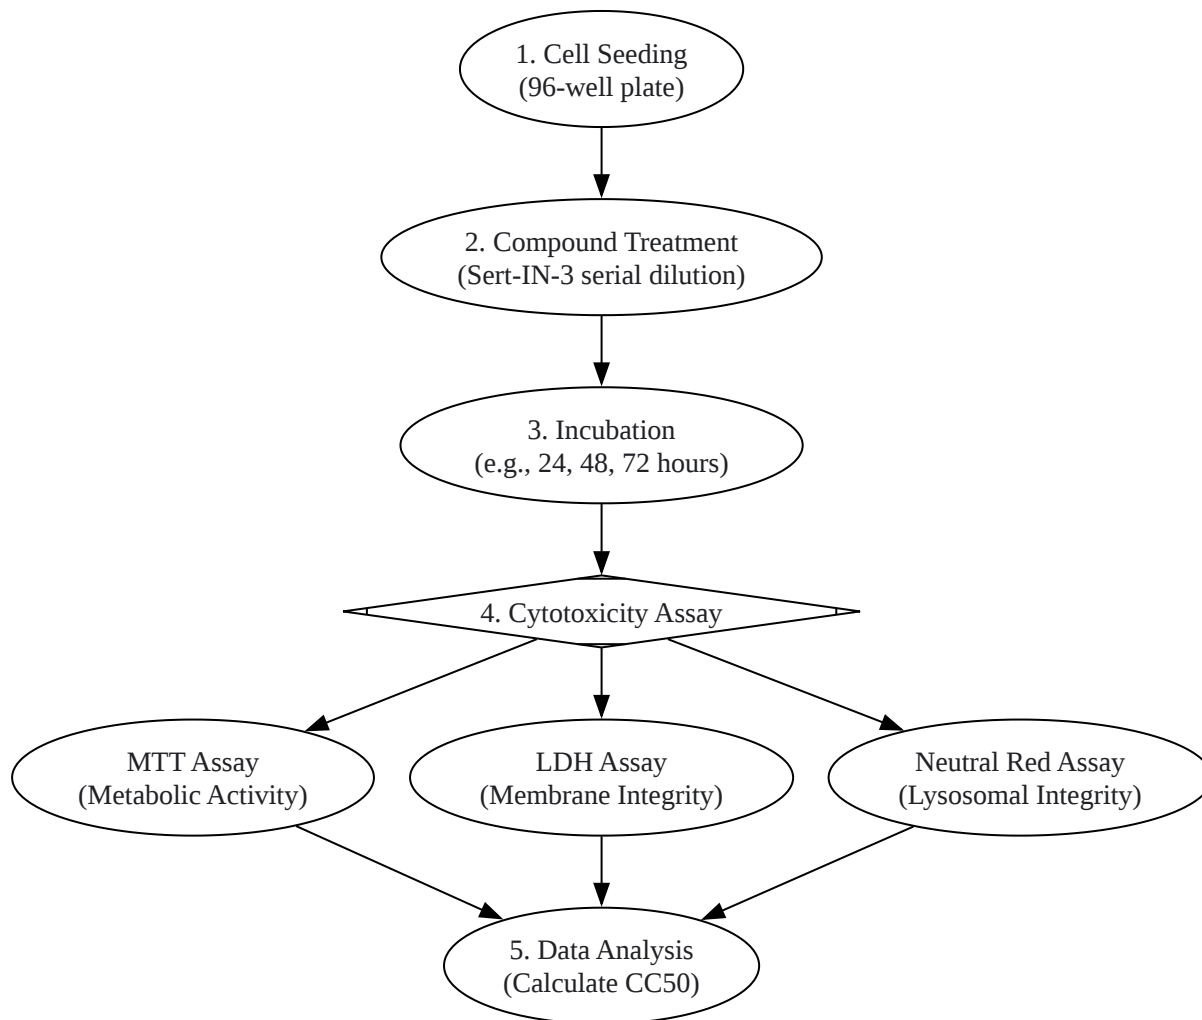 1. Cell Seeding
(96-well plate)
2. Compound Treatment
(Sert-IN-3 serial dilution)
3. Incubation
(e.g., 24, 48, 72 hours)
4. Cytotoxicity Assay
MTT Assay
(Metabolic Activity)
LDH Assay
(Membrane Integrity)
Neutral Red Assay
(Lysosomal Integrity)
5. Data Analysis
(Calculate CC50)